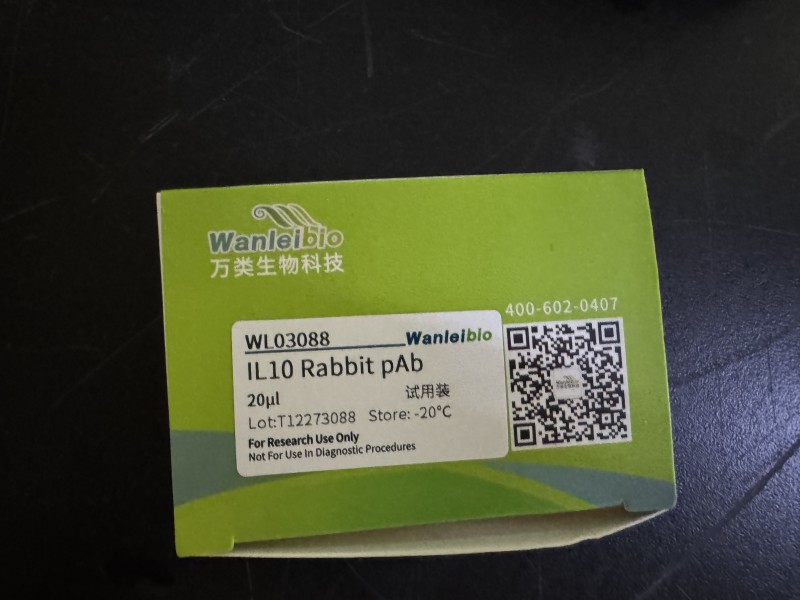 Wanleibio
万类生物科技
400-602-0407
WL03088 Wanleibio
IL10 Rabbit pAb
20μl 试用装
Lot:T12273088 Store: -20°C
For Research Use Only
Not For Use In Diagnostic Procedures